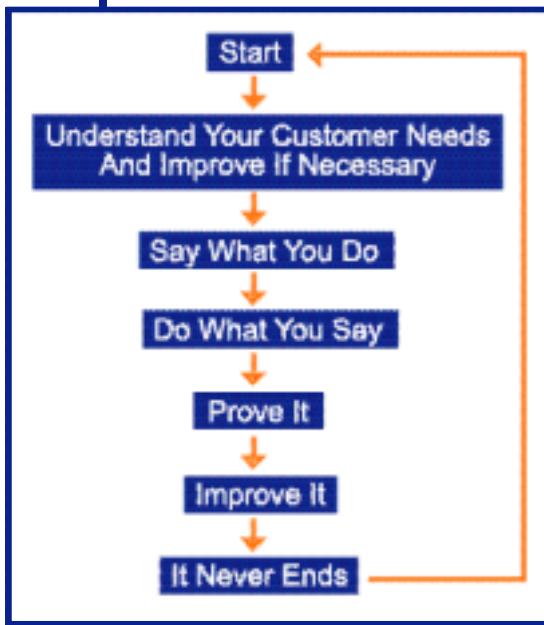 Start
Understand Your Customer Needs
And Improve If Necessary
Say What You Do
Do What You Say
Prove It
Improve It
It Never Ends